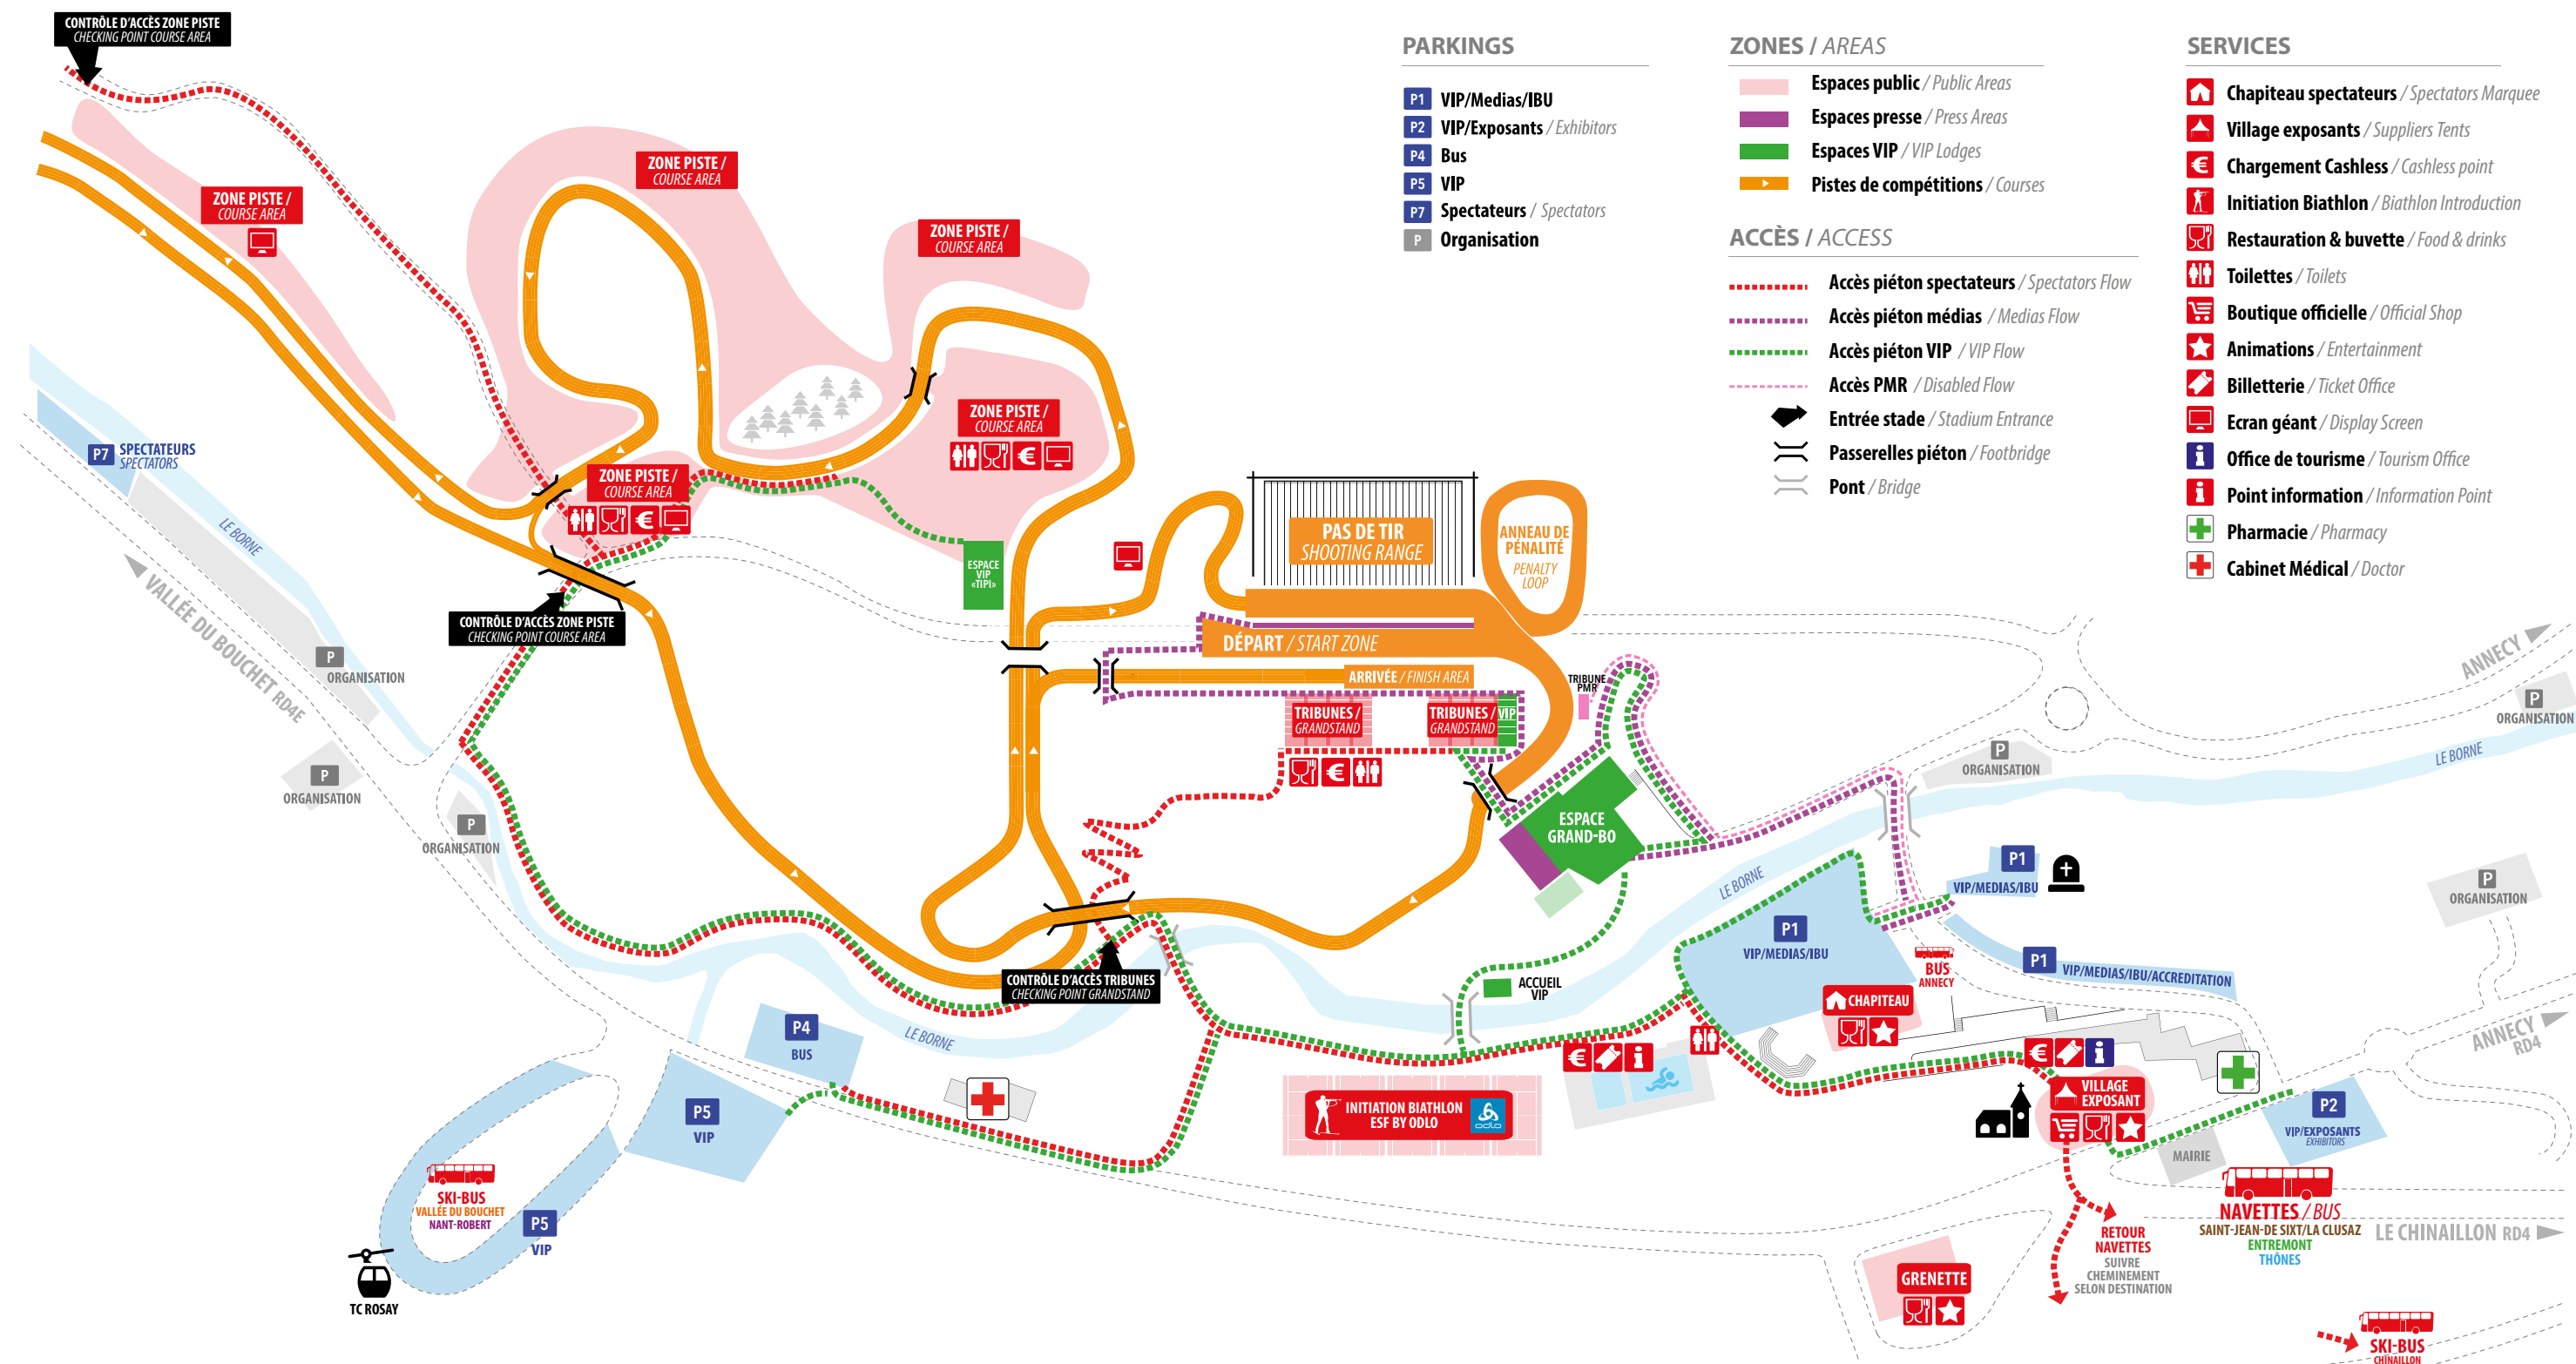 CONTRÔLE D'ACCÈS ZONE PISTE
CHECKING POINT COURSE AREA
PARKINGS
P1 VIP/Medias/IBU
P2 VIP/Exposants / Exhibitors
P4 Bus
P5 VIP
P7 Spectateurs / Spectators
P Organisation
ZONES / AREAS
Espaces public / Public Areas
Espaces presse / Press Areas
Espaces VIP / VIP Lodges
Pistes de compétitions / Courses
ACCÈS / ACCESS
Accès piéton spectateurs / Spectators Flow
Accès piéton médias / Medias Flow
Accès piéton VIP / VIP Flow
Accès PMR / Disabled Flow
Entrée stade / Stadium Entrance
Passerelles piéton / Footbridge
Pont / Bridge
SERVICES
Chapiteau spectateurs / Spectators Marquee
Village exposants / Suppliers Tents
€ Chargement Cashless / Cashless point
Initiation Biathlon / Biathlon Introduction
Restauration & buvette / Food & drinks
Toilettes / Toilets
Boutique officielle / Official Shop
Animations / Entertainment
Billetterie / Ticket Office
Ecran géant / Display Screen
i Office de tourisme / Tourism Office
i Point information / Information Point
Pharmacie / Pharmacy
Cabinet Médical / Doctor
ZONE PISTE /
COURSE AREA
ZONE PISTE /
COURSE AREA
ZONE PISTE /
COURSE AREA
ZONE PISTE /
COURSE AREA
€
ZONE PISTE /
COURSE AREA
€
P7 SPECTATEURS
SPECTATORS
LE BORNE
VALLÉE DU BOUCHET RD4E
P
ORGANISATION
P
ORGANISATION
P
ORGANISATION
CONTRÔLE D'ACCÈS ZONE PISTE
CHECKING POINT COURSE AREA
ESPACE
VIP
«TIPI»
PAS DE TIR
SHOOTING RANGE
ANNEAU DE
PÉNALITÉ
PENALTY
LOOP
DÉPART / START ZONE
ARRIVÉE / FINISH AREA
TRIBUNES /
GRANDSTAND
TRIBUNES /
GRANDSTAND
VIP
€
TRIBUNE
PMR
ESPACE
GRAND-BO
ANNECY
P
ORGANISATION
P
ORGANISATION
LE BORNE
P1
VIP/MEDIAS/IBU
P
ORGANISATION
LE BORNE
P1
VIP/MEDIAS/IBU
P1 VIP/MEDIAS/IBU/ACCREDITATION
BUS
ANNECY
CHAPITEAU
ACCUEIL
VIP
CONTRÔLE D'ACCÈS TRIBUNES
CHECKING POINT GRANDSTAND
LE BORNE
P4
BUS
P5
VIP
€ i
INITIATION BIATHLON
ESF BY ODLO
odlo
€ i
VILLAGE
EXPOSANT
ANNECY
RD4
P2
VIP/EXPOSANTS
EXHIBITORS
MAIRIE
NAVETTES / BUS
SAINT-JEAN-DE SIXT/LA CLUSAZ
ENTREMONT
THÔNES
LE CHINAILLON RD4
RETOUR
NAVETTES
SUIVRE
CHEMINEMENT
SELON DESTINATION
SKI-BUS
VALLÉE DU BOUCHET
NANT-ROBERT
P5
VIP
TC ROSAY
GRENETTE
SKI-BUS
CHINAILLON